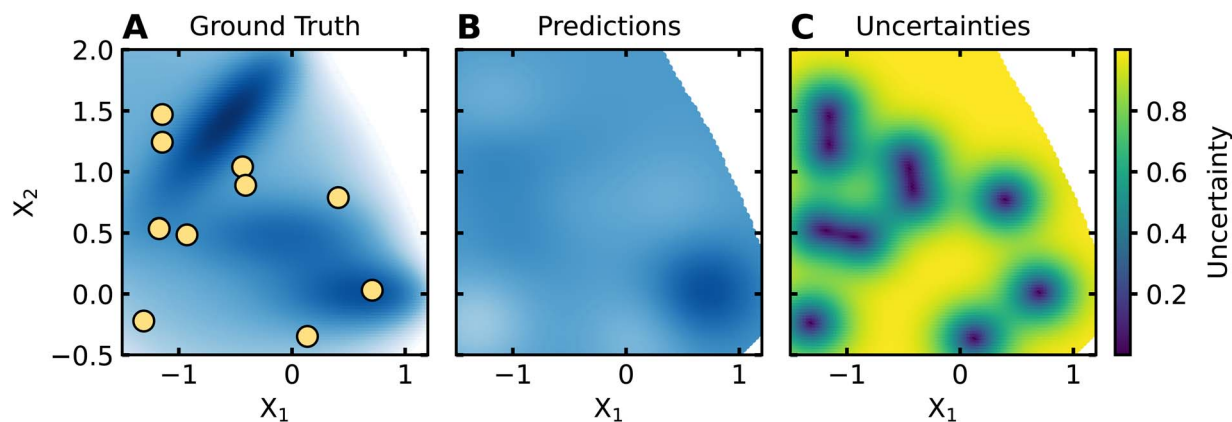 A Ground Truth
B Predictions
C Uncertainties
2.0
1.5
1.0
0.5
0.0
−0.5
X2
−1 0 1
X1
−1 0 1
X1
−1 0 1
X1
0.8
0.6
0.4
0.2
Uncertainty